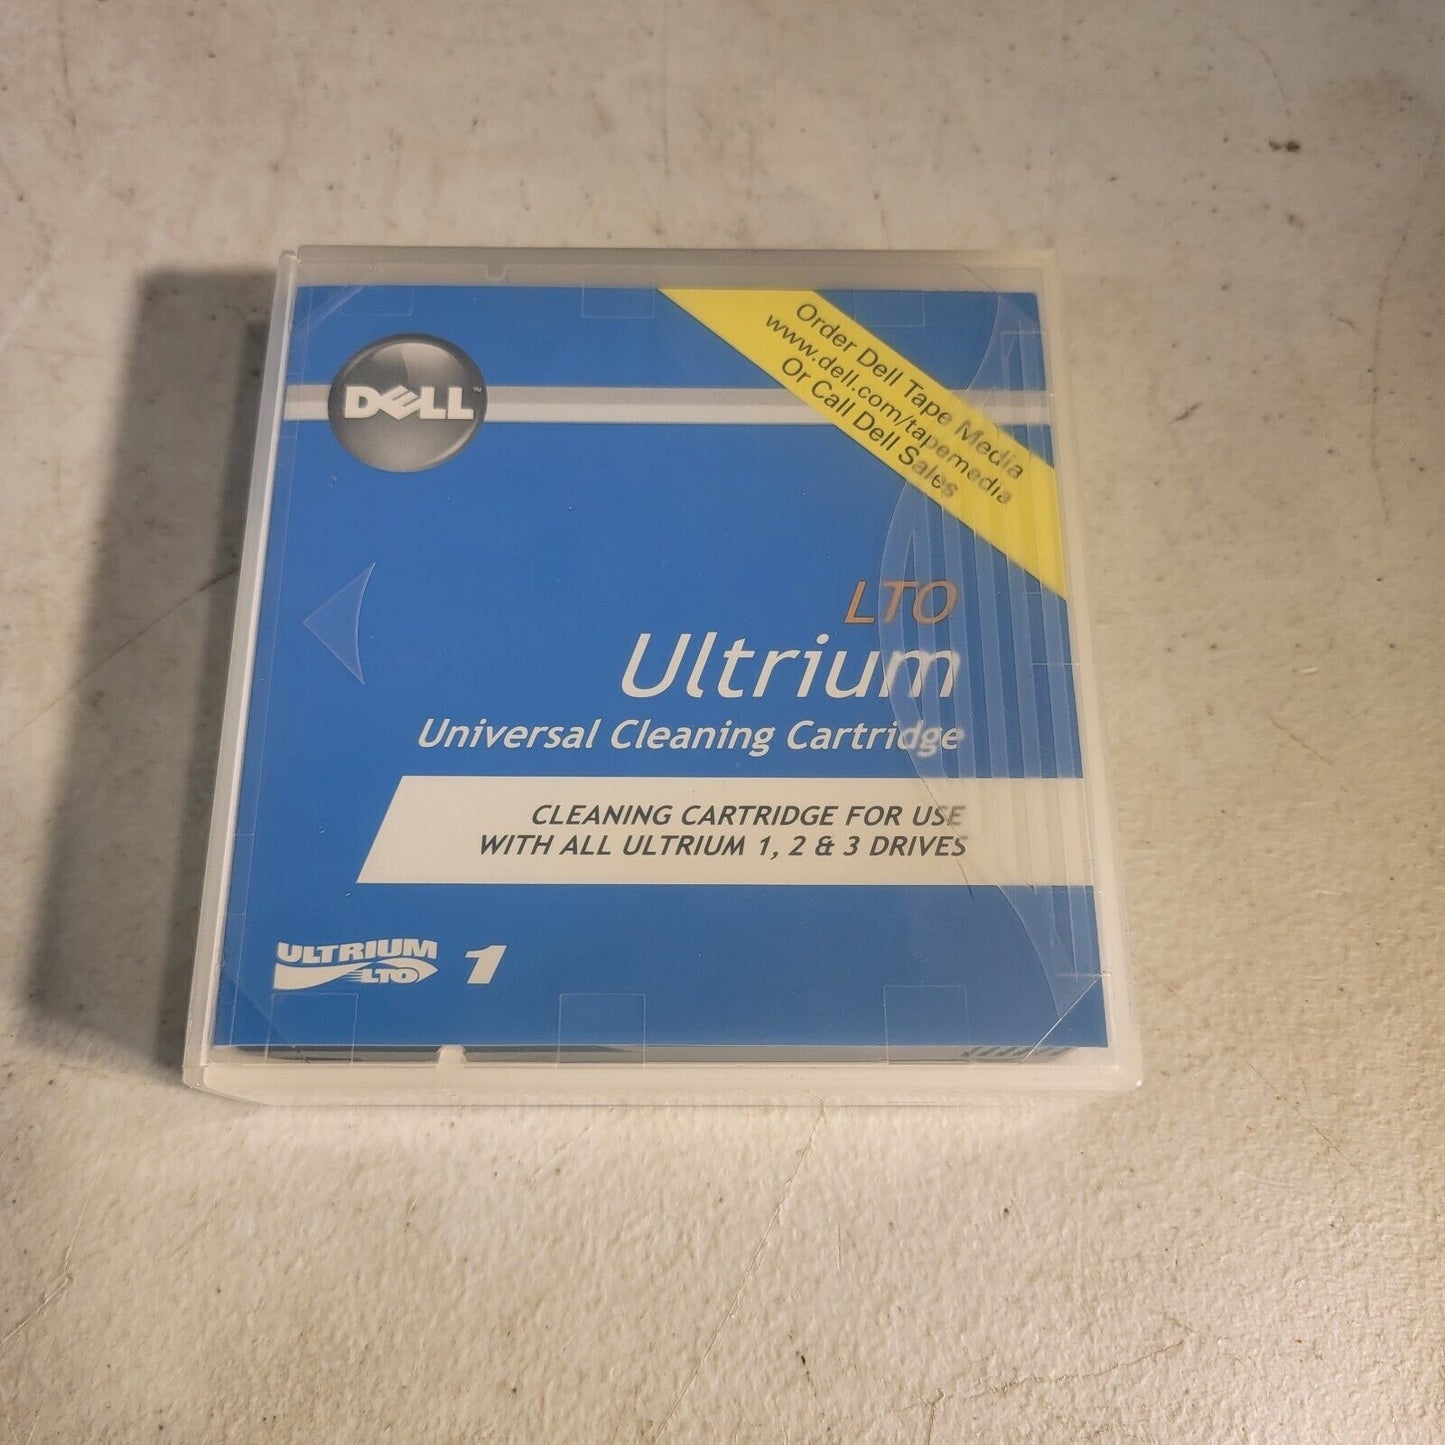 DELL™
Order Dell Tape Media
www.dell.com/tapemedia
Or Call Dell Sales
LTO
Ultrium
Universal Cleaning Cartridge
CLEANING CARTRIDGE FOR USE
WITH ALL ULTRIUM 1, 2 & 3 DRIVES
ULTRIUM
LTO
1